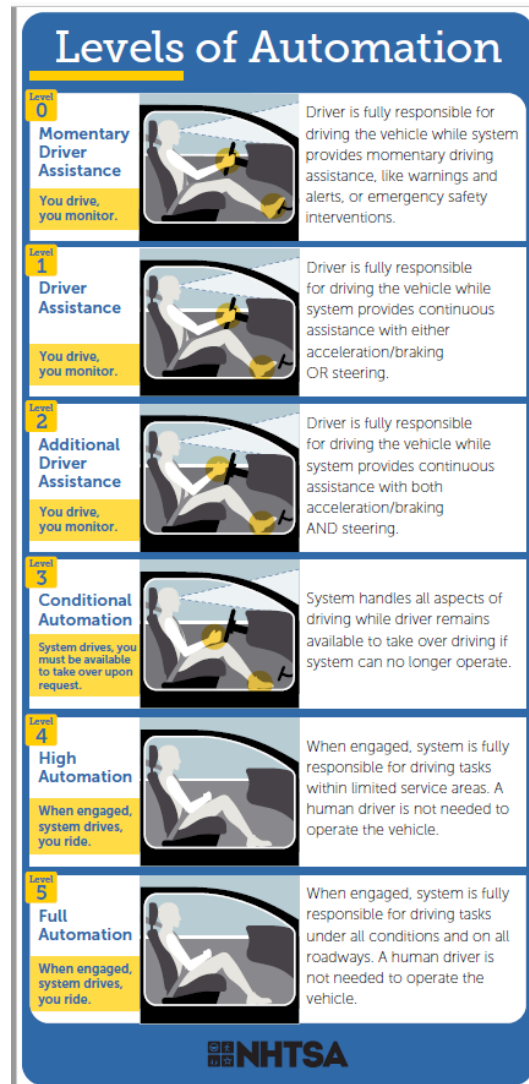 Levels of Automation
Level
0
Momentary
Driver
Assistance
You drive,
you monitor.
Driver is fully responsible for
driving the vehicle while system
provides momentary driving
assistance, like warnings and
alerts, or emergency safety
interventions.
Level
1
Driver
Assistance
You drive,
you monitor.
Driver is fully responsible
for driving the vehicle while
system provides continuous
assistance with either
acceleration/braking
OR steering.
Level
2
Additional
Driver
Assistance
You drive,
you monitor.
Driver is fully responsible
for driving the vehicle while
system provides continuous
assistance with both
acceleration/braking
AND steering.
Level
3
Conditional
Automation
System drives, you
must be available
to take over upon
request.
System handles all aspects of
driving while driver remains
available to take over driving if
system can no longer operate.
Level
4
High
Automation
When engaged,
system drives,
you ride.
When engaged, system is fully
responsible for driving tasks
within limited service areas. A
human driver is not needed to
operate the vehicle.
Level
5
Full
Automation
When engaged,
system drives,
you ride.
When engaged, system is fully
responsible for driving tasks
under all conditions and on all
roadways. A human driver is
not needed to operate the
vehicle.
NHTSA